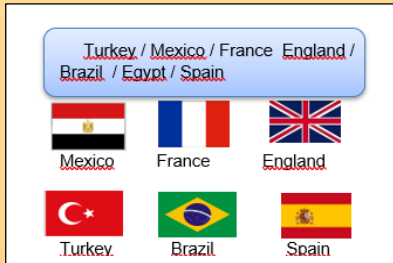 Turkey / Mexico / France England /
Brazil / Egypt / Spain
Mexico France England
Turkey Brazil Spain